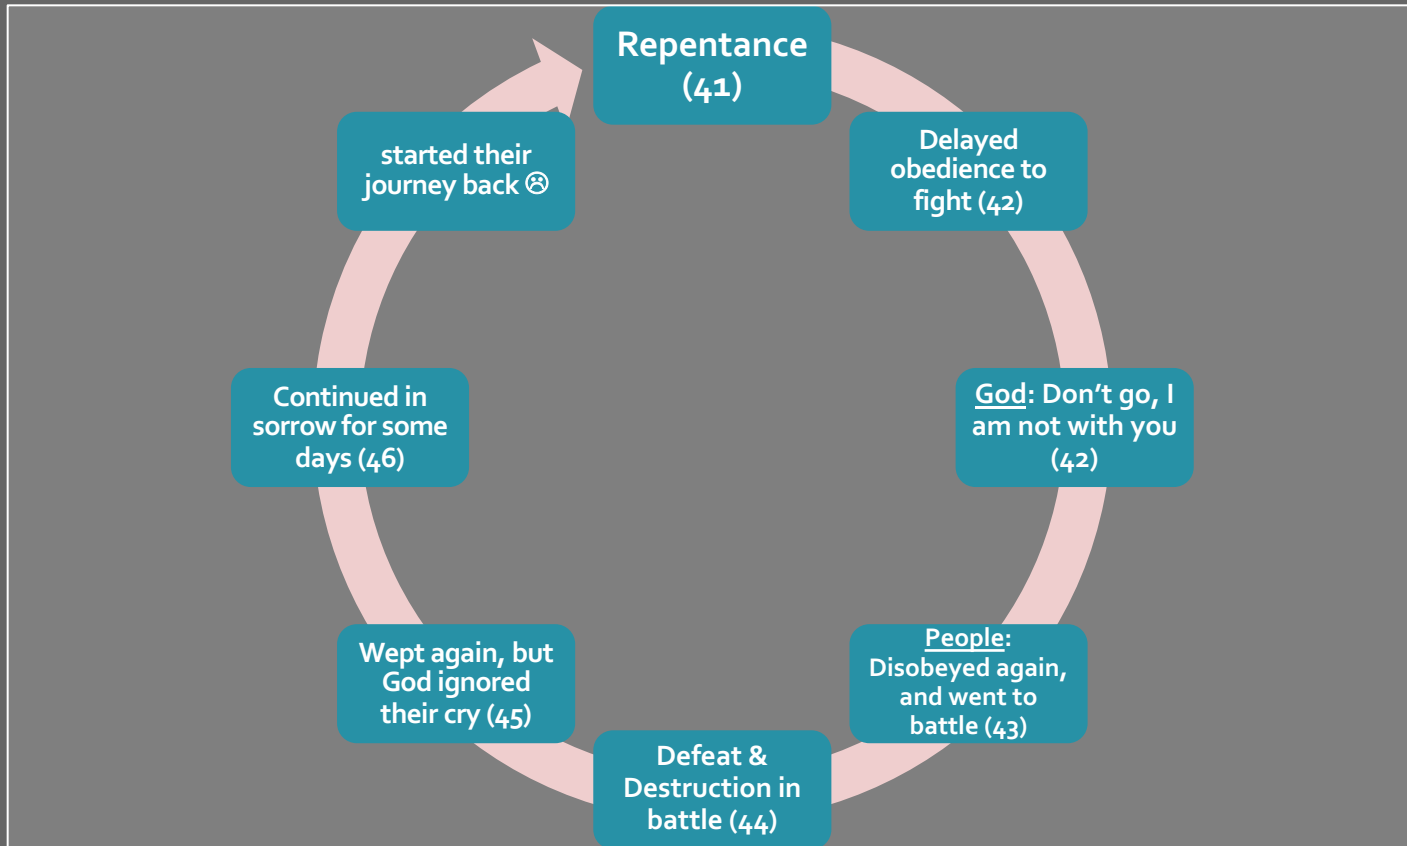 Repentance
(41)
Delayed
obedience to
fight (42)
God: Don’t go, I
am not with you
(42)
People:
Disobeyed again,
and went to
battle (43)
Defeat &
Destruction in
battle (44)
Wept again, but
God ignored
their cry (45)
Continued in
sorrow for some
days (46)
started their
journey back ☹